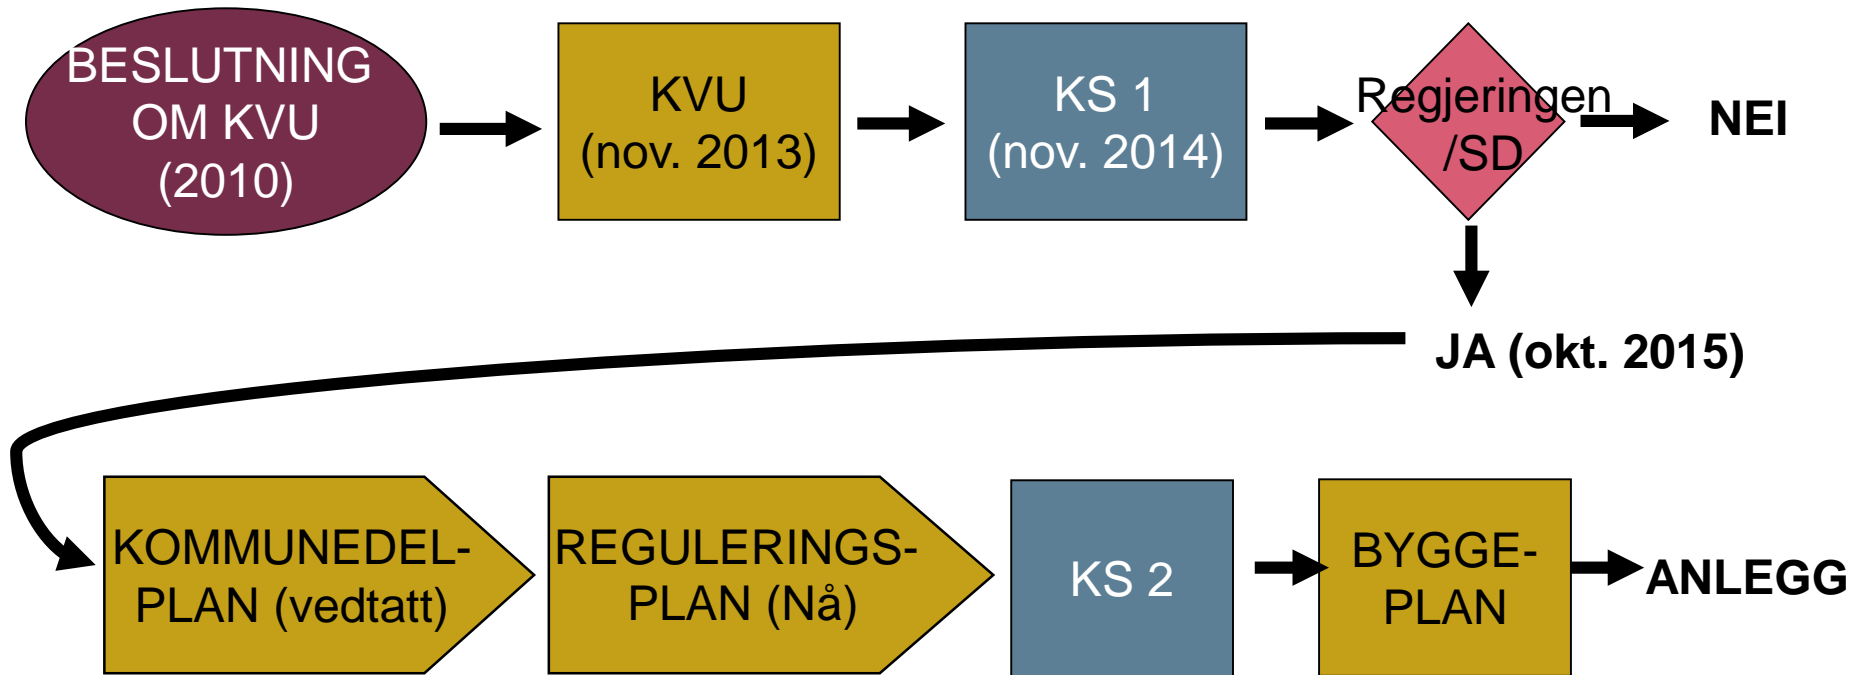 BESLUTNING
OM KVU
(2010)
KVU
(nov. 2013)
KS 1
(nov. 2014)
Regjeringen
/SD
NEI
JA (okt. 2015)
KOMMUNEDEL-
PLAN (vedtatt)
REGULERINGS-
PLAN (Nå)
KS 2
BYGGE-
PLAN
ANLEGG